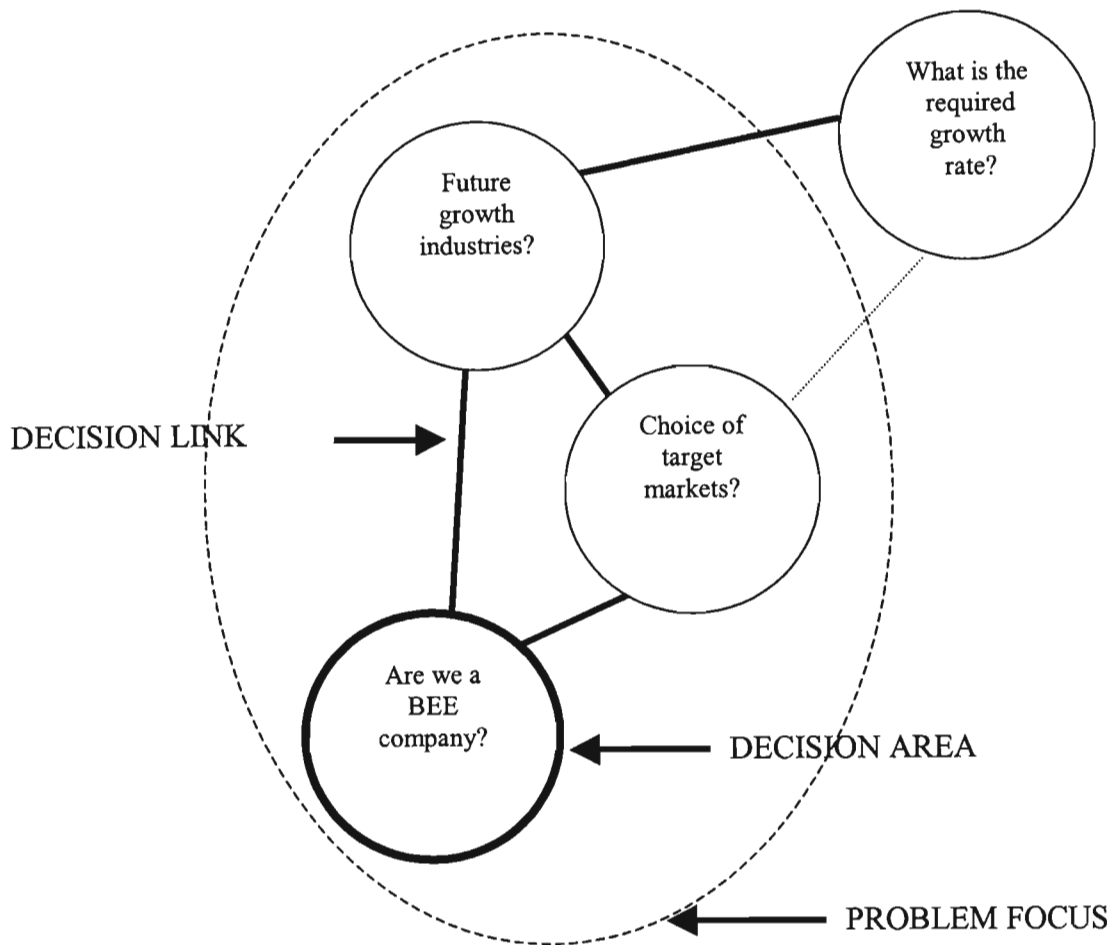 What is the
required
growth
rate?
Future
growth
industries?
Choice of
target
markets?
DECISION LINK
Are we a
BEE
company?
DECISION AREA
PROBLEM FOCUS